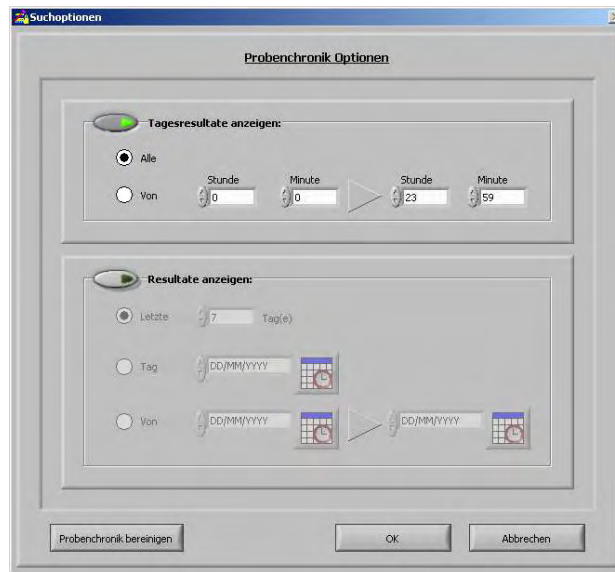 Suchoptionen
Probenchronik Optionen
Tagesresultate anzeigen:
Alle
Stunde Minute Stunde Minute
Von 0 0 23 59
Resultate anzeigen:
Letzte 7 Tag(e)
Tag DD/MM/YYYY
Von DD/MM/YYYY DD/MM/YYYY
Probenchronik bereinigen OK Abbrechen